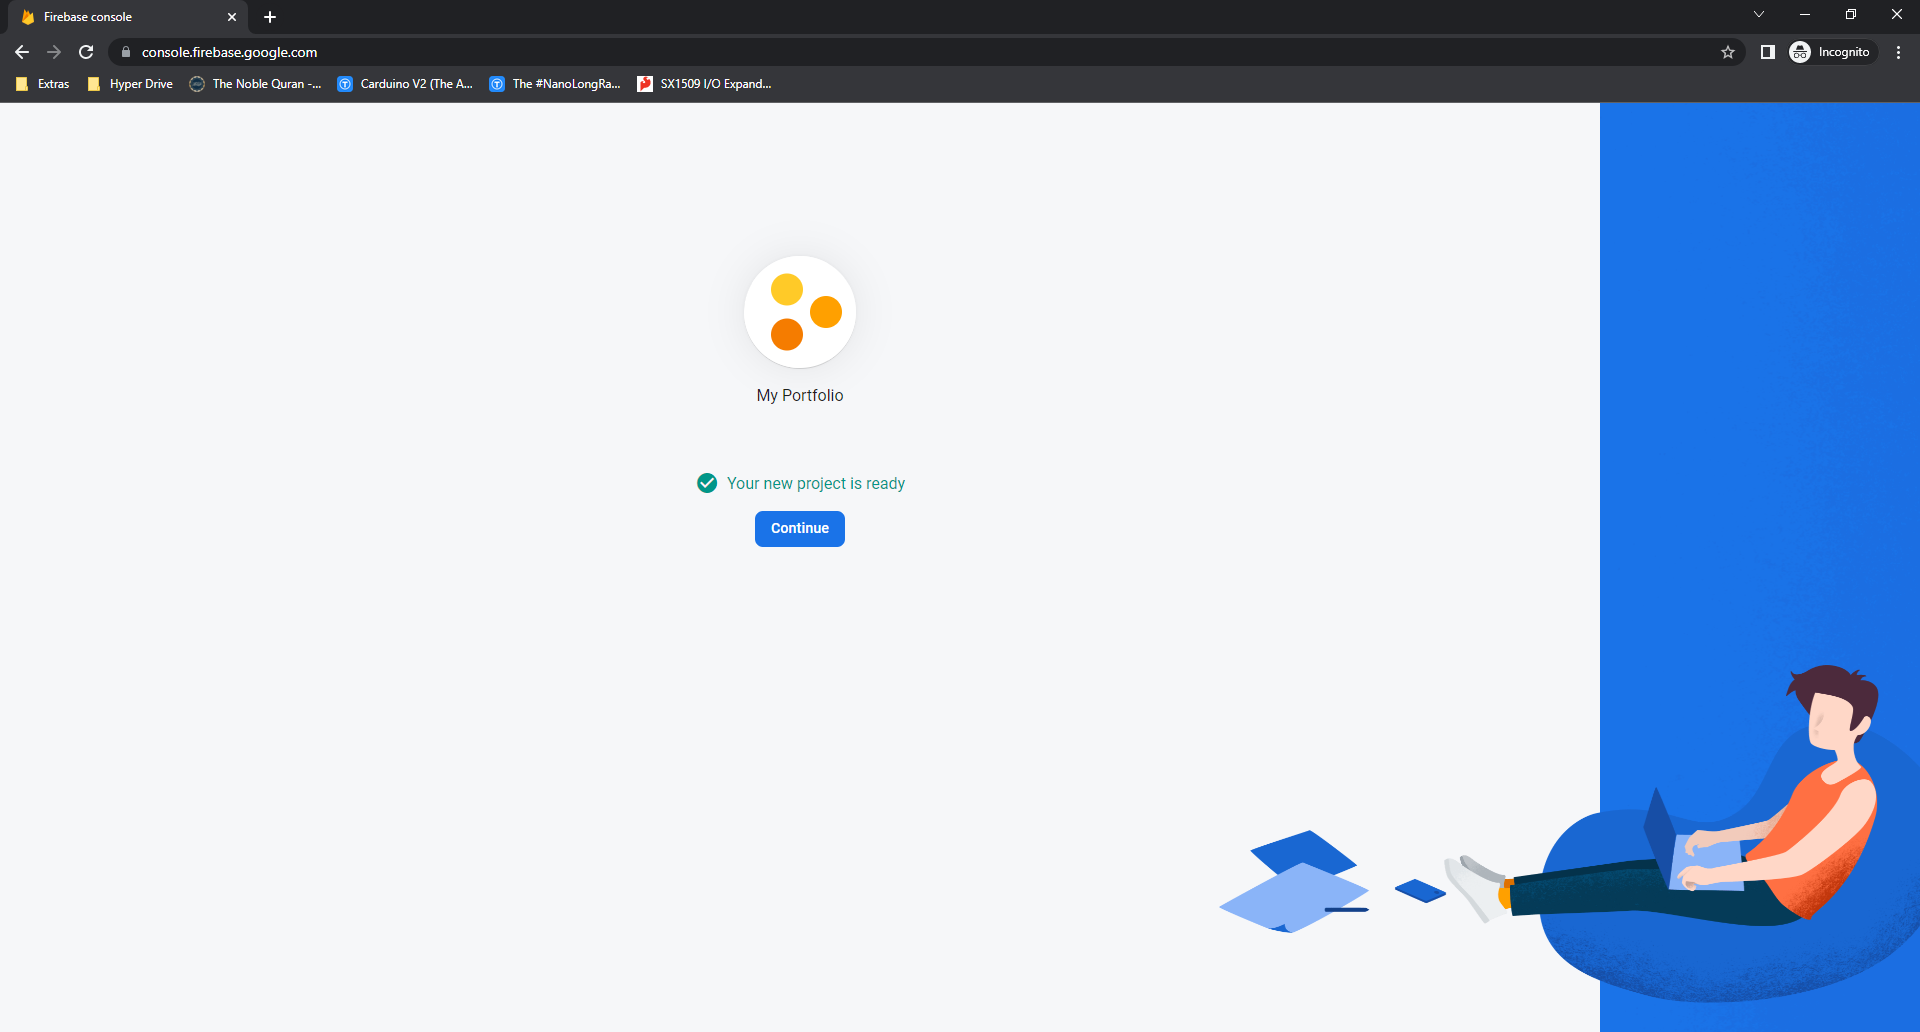 Firebase console
console.firebase.google.com
Incognito
Extras
Hyper Drive
The Noble Quran -...
Carduino V2 (The A...
The #NanoLongRa...
SX1509 I/O Expand...
My Portfolio
Your new project is ready
Continue